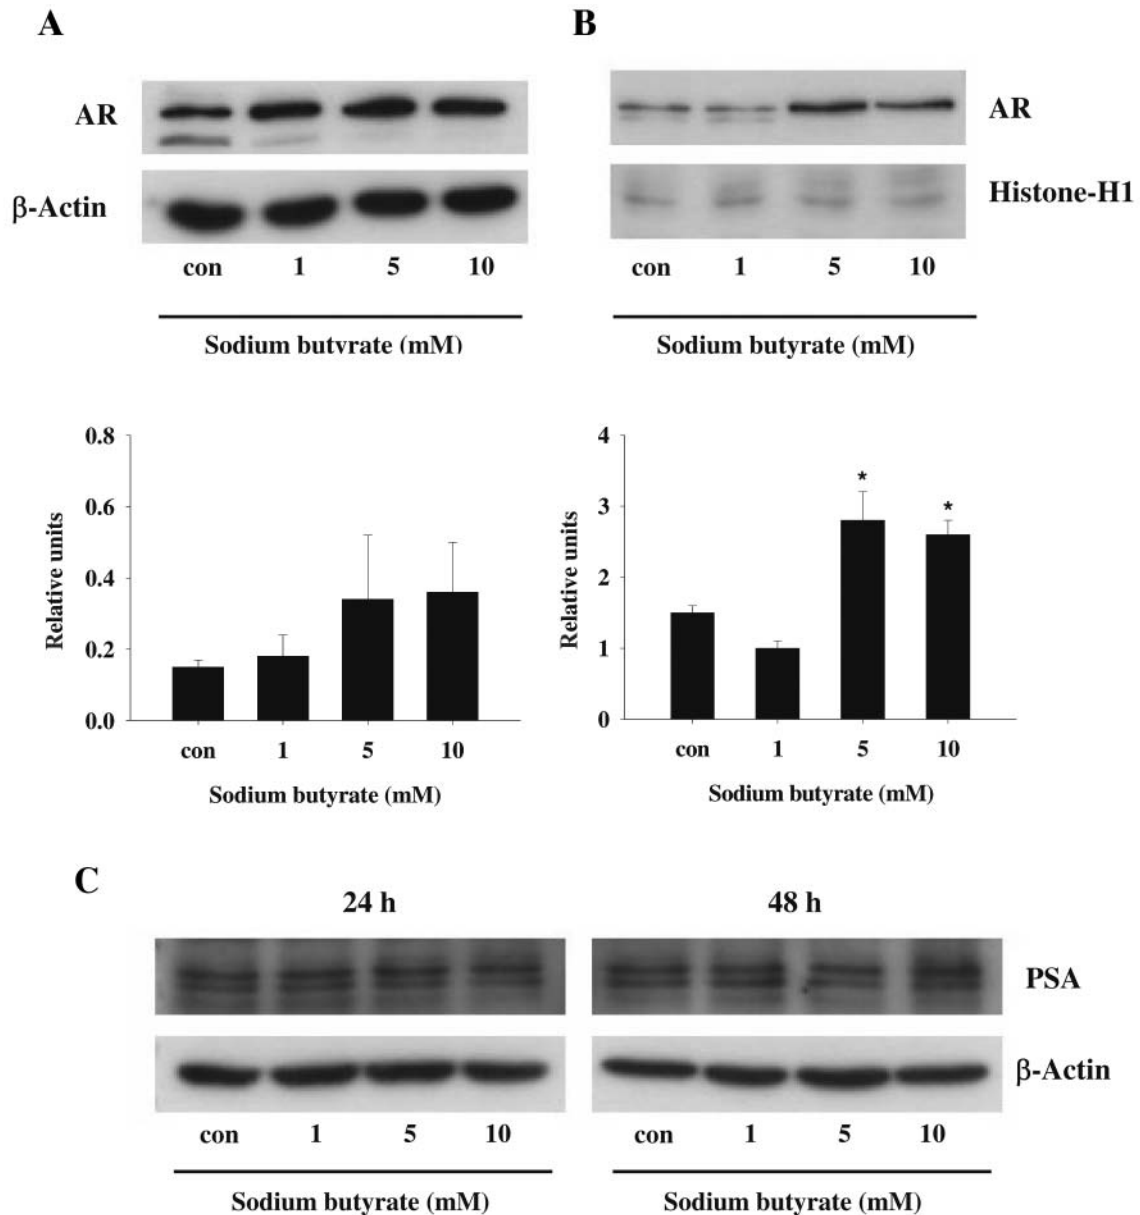 A
B
AR
AR
β-Actin
Histone-H1
con 1 5 10
con 1 5 10
Sodium butyrate (mM)
Sodium butyrate (mM)
0.8
0.6
0.4
0.2
0.0
Relative units
con 1 5 10
Sodium butyrate (mM)
4
3
2
1
0
Relative units
*
*
con 1 5 10
Sodium butyrate (mM)
C
24 h
48 h
PSA
β-Actin
con 1 5 10
con 1 5 10
Sodium butyrate (mM)
Sodium butyrate (mM)